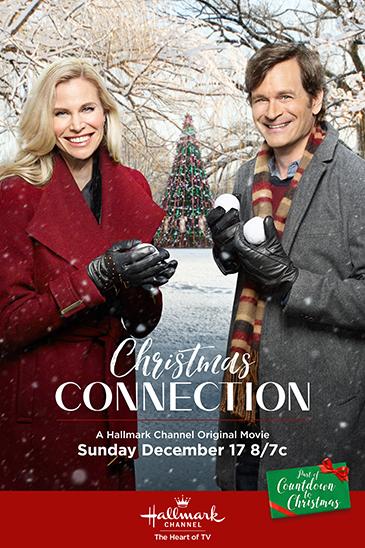 Christmas
CONNECTION
A Hallmark Channel Original Movie
Sunday December 17 8/7c
Part of
Countdown
to
Christmas
Hallmark
CHANNEL
The Heart of TV